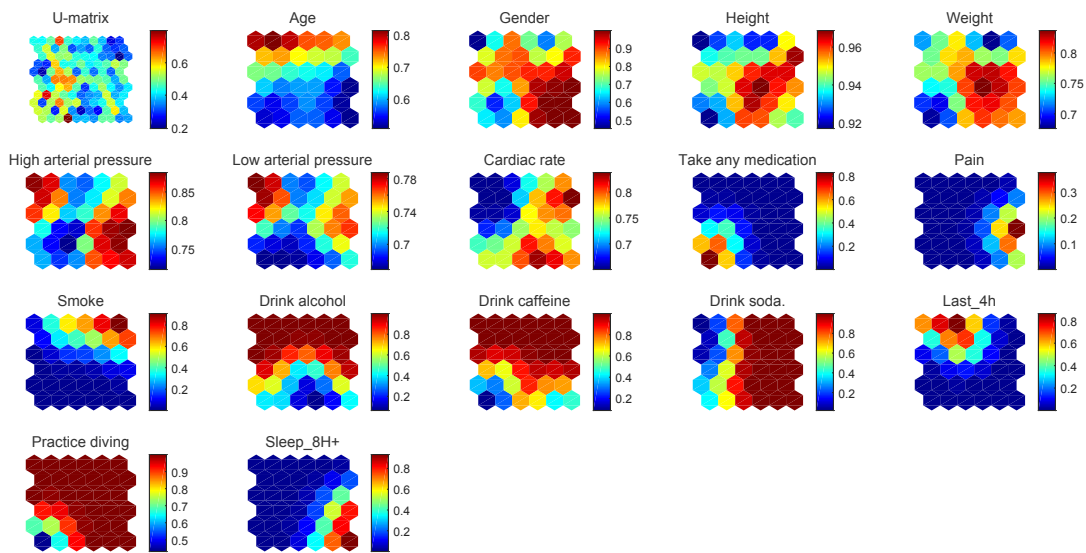 U-matrix Age Gender Height Weight
0.6 0.4 0.2
0.8 0.7 0.6
0.9 0.8 0.7 0.6 0.5
0.96 0.94 0.92
0.8 0.75 0.7
High arterial pressure Low arterial pressure Cardiac rate Take any medication Pain
0.85 0.8 0.75
0.78 0.74 0.7
0.8 0.75 0.7
0.8 0.6 0.4 0.2
0.3 0.2 0.1
Smoke Drink alcohol Drink caffeine Drink soda. Last_4h
0.8 0.6 0.4 0.2
0.8 0.6 0.4 0.2
0.8 0.6 0.4 0.2
0.8 0.6 0.4 0.2
0.8 0.6 0.4 0.2
Practice diving Sleep_8H+
0.9 0.8 0.7 0.6 0.5
0.8 0.6 0.4 0.2